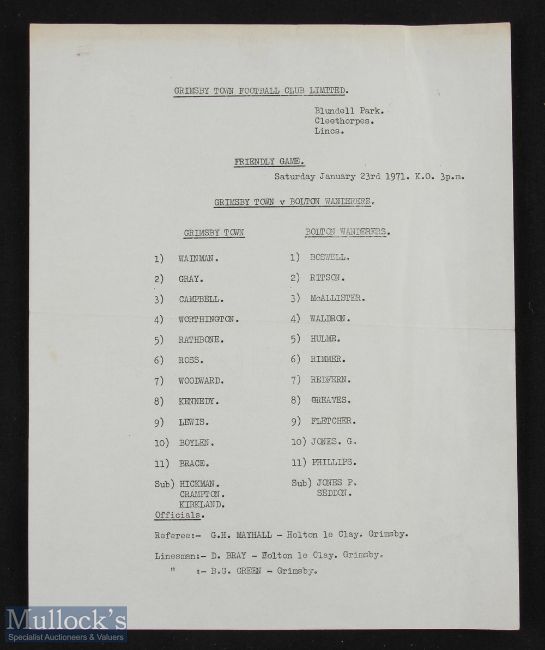 GRIMSBY TOWN FOOTBALL CLUB LIMITED.
Blundell Park.
Cleethorpes.
Lincs.
FRIENDLY GAME.
Saturday January 23rd 1971. K.O. 3p.m.
GRIMSBY TOWN v BOLTON WANDERERS.
GRIMSBY TOWN BOLTON WANDERERS.
1) WAINMAN. 1) BOSWELL.
2) GRAY. 2) RITSON.
3) CAMPBELL. 3) McALLISTER.
4) WORTHINGTON. 4) WALDRON.
5) RATHBONE. 5) HULME.
6) ROSS. 6) RIMMER.
7) WOODWARD. 7) REDFERN.
8) KENNEDY. 8) GREAVES.
9) LEWIS. 9) FLETCHER.
10) BOYLEN. 10) JONES. G.
11) BRACE. 11) PHILLIPS.
Sub) HICKMAN. Sub) JONES P.
CRAMPTON. SEDDON.
KIRKLAND.
Officials.
Referee:- G.H. MAYHALL - Holton le Clay. Grimsby.
Linesmen:- D. BRAY - Holton le Clay. Grimsby.
" :- B.G. GREEN - Grimsby.
Mullock's
Specialist Auctioneers & Valuers